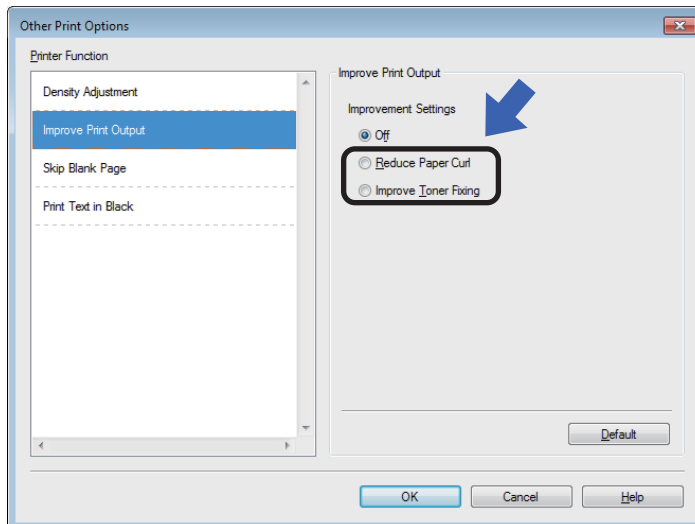 Other Print Options
Printer Function
Density Adjustment
Improve Print Output
Skip Blank Page
Print Text in Black
Improve Print Output
Improvement Settings
Off
Reduce Paper Curl
Improve Toner Fixing
Default
OK
Cancel
Help